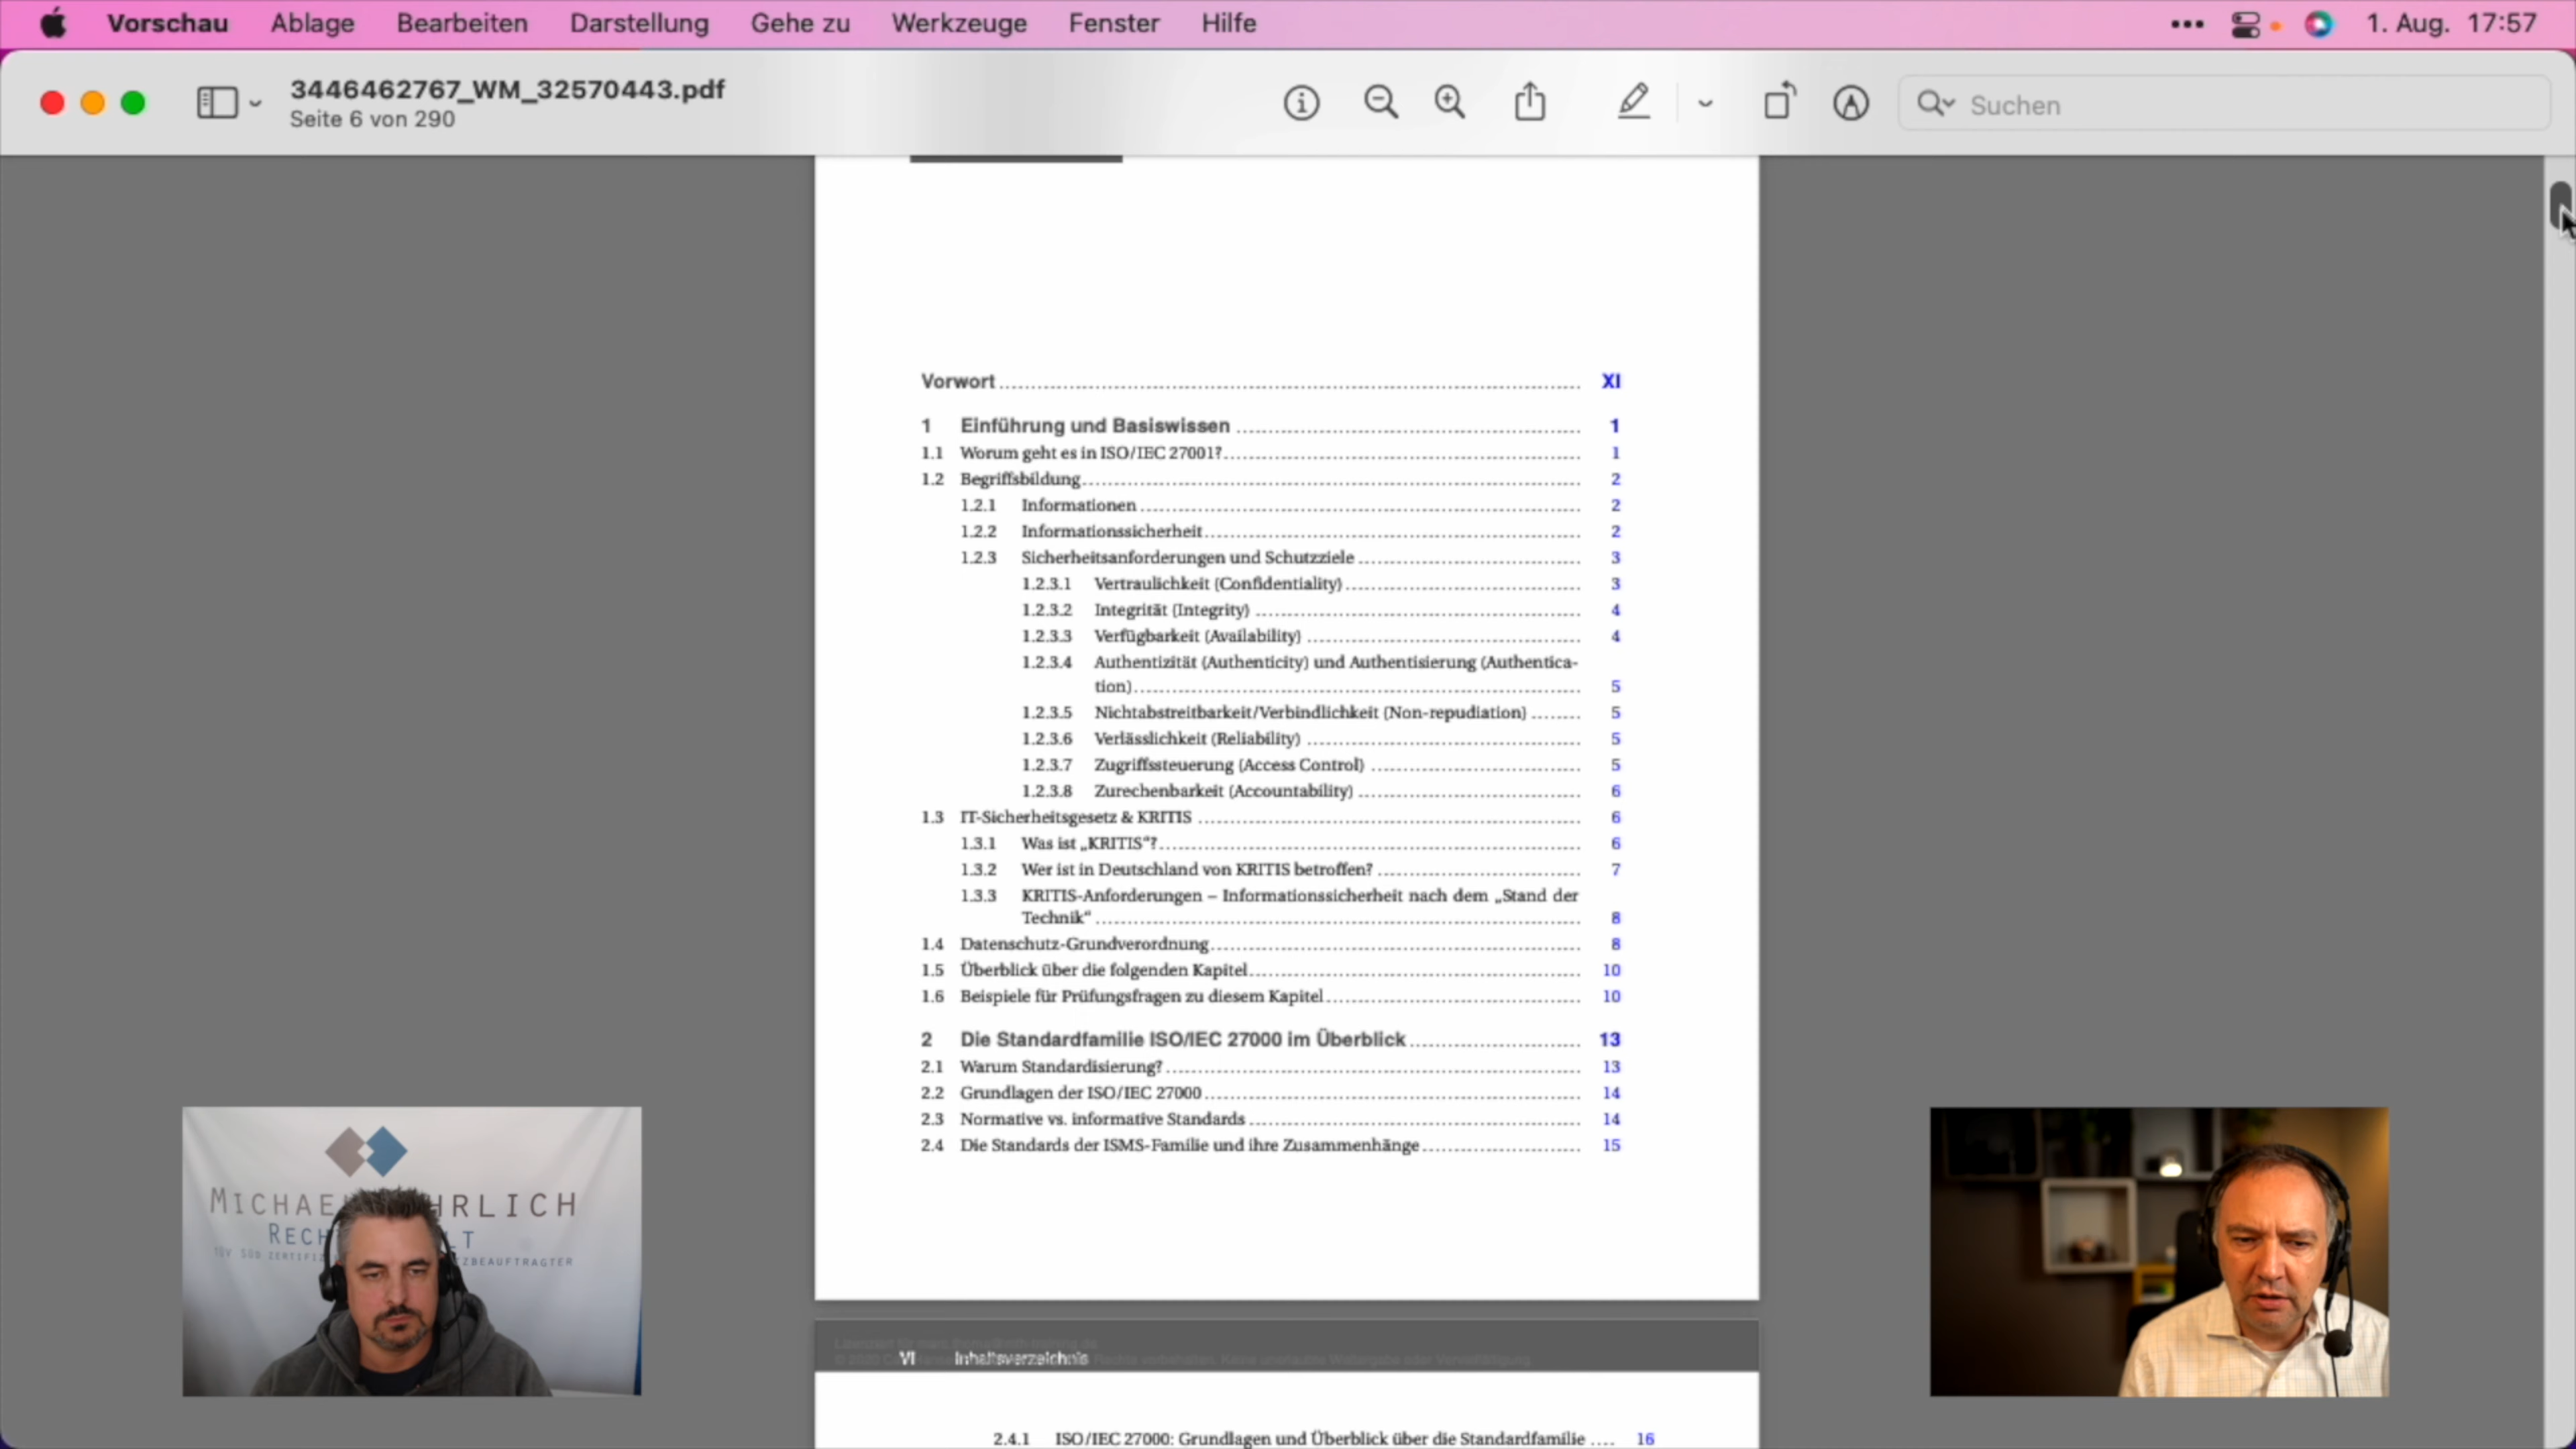 Vorschau Ablage Bearbeiten Darstellung Gehe zu Werkzeuge Fenster Hilfe 1. Aug. 17:57
3446462767_WM_32570443.pdf
Seite 6 von 290
Suchen
Vorwort XI
1 Einführung und Basiswissen 1
1.1 Worum geht es in ISO/IEC 27001? 1
1.2 Begriffsbildung 2
1.2.1 Informationen 2
1.2.2 Informationssicherheit 2
1.2.3 Sicherheitsanforderungen und Schutzziele 3
1.2.3.1 Vertraulichkeit (Confidentiality) 3
1.2.3.2 Integrität (Integrity) 4
1.2.3.3 Verfügbarkeit (Availability) 4
1.2.3.4 Authentizität (Authenticity) und Authentisierung (Authentica-
tion) 5
1.2.3.5 Nichtabstreitbarkeit/Verbindlichkeit (Non-repudiation) 5
1.2.3.6 Verlässlichkeit (Reliability) 5
1.2.3.7 Zugriffssteuerung (Access Control) 5
1.2.3.8 Zurechenbarkeit (Accountability) 6
1.3 IT-Sicherheitsgesetz & KRITIS 6
1.3.1 Was ist „KRITIS“? 6
1.3.2 Wer ist in Deutschland von KRITIS betroffen? 7
1.3.3 KRITIS-Anforderungen – Informationssicherheit nach dem „Stand der
Technik“ 8
1.4 Datenschutz-Grundverordnung 8
1.5 Überblick über die folgenden Kapitel 10
1.6 Beispiele für Prüfungsfragen zu diesem Kapitel 10
2 Die Standardfamilie ISO/IEC 27000 im Überblick 13
2.1 Warum Standardisierung? 13
2.2 Grundlagen der ISO/IEC 27000 14
2.3 Normative vs. informative Standards 14
2.4 Die Standards der ISMS-Familie und ihre Zusammenhänge 15
VI Inhaltsverzeichnis
2.4.1 ISO/IEC 27000: Grundlagen und Überblick über die Standardfamilie .... 16
MICHAE HRLICH
RECH LT
TÜV SÜD ZERTIFIZ ZBEAUFTRAGTER